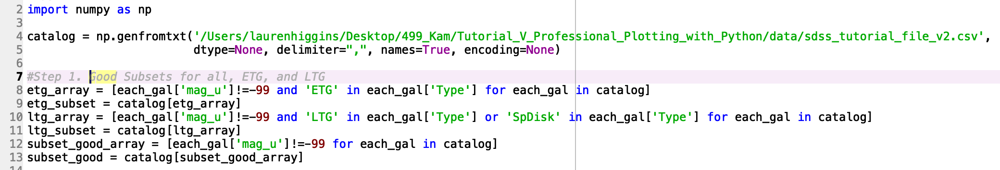 2 import numpy as np
3
4 catalog = np.genfromtxt('/Users/laurenhiggins/Desktop/499_Kam/Tutorial_V_Professional_Plotting_with_Python/data/sdss_tutorial_file_v2.csv',
5 dtype=None, delimiter=",", names=True, encoding=None)
6
7 #Step 1. Good Subsets for all, ETG, and LTG
8 etg_array = [each_gal['mag_u']!=-99 and 'ETG' in each_gal['Type'] for each_gal in catalog]
9 etg_subset = catalog[etg_array]
10 ltg_array = [each_gal['mag_u']!=-99 and 'LTG' in each_gal['Type'] or 'SpDisk' in each_gal['Type'] for each_gal in catalog]
11 ltg_subset = catalog[ltg_array]
12 subset_good_array = [each_gal['mag_u']!=-99 for each_gal in catalog]
13 subset_good = catalog[subset_good_array]
14